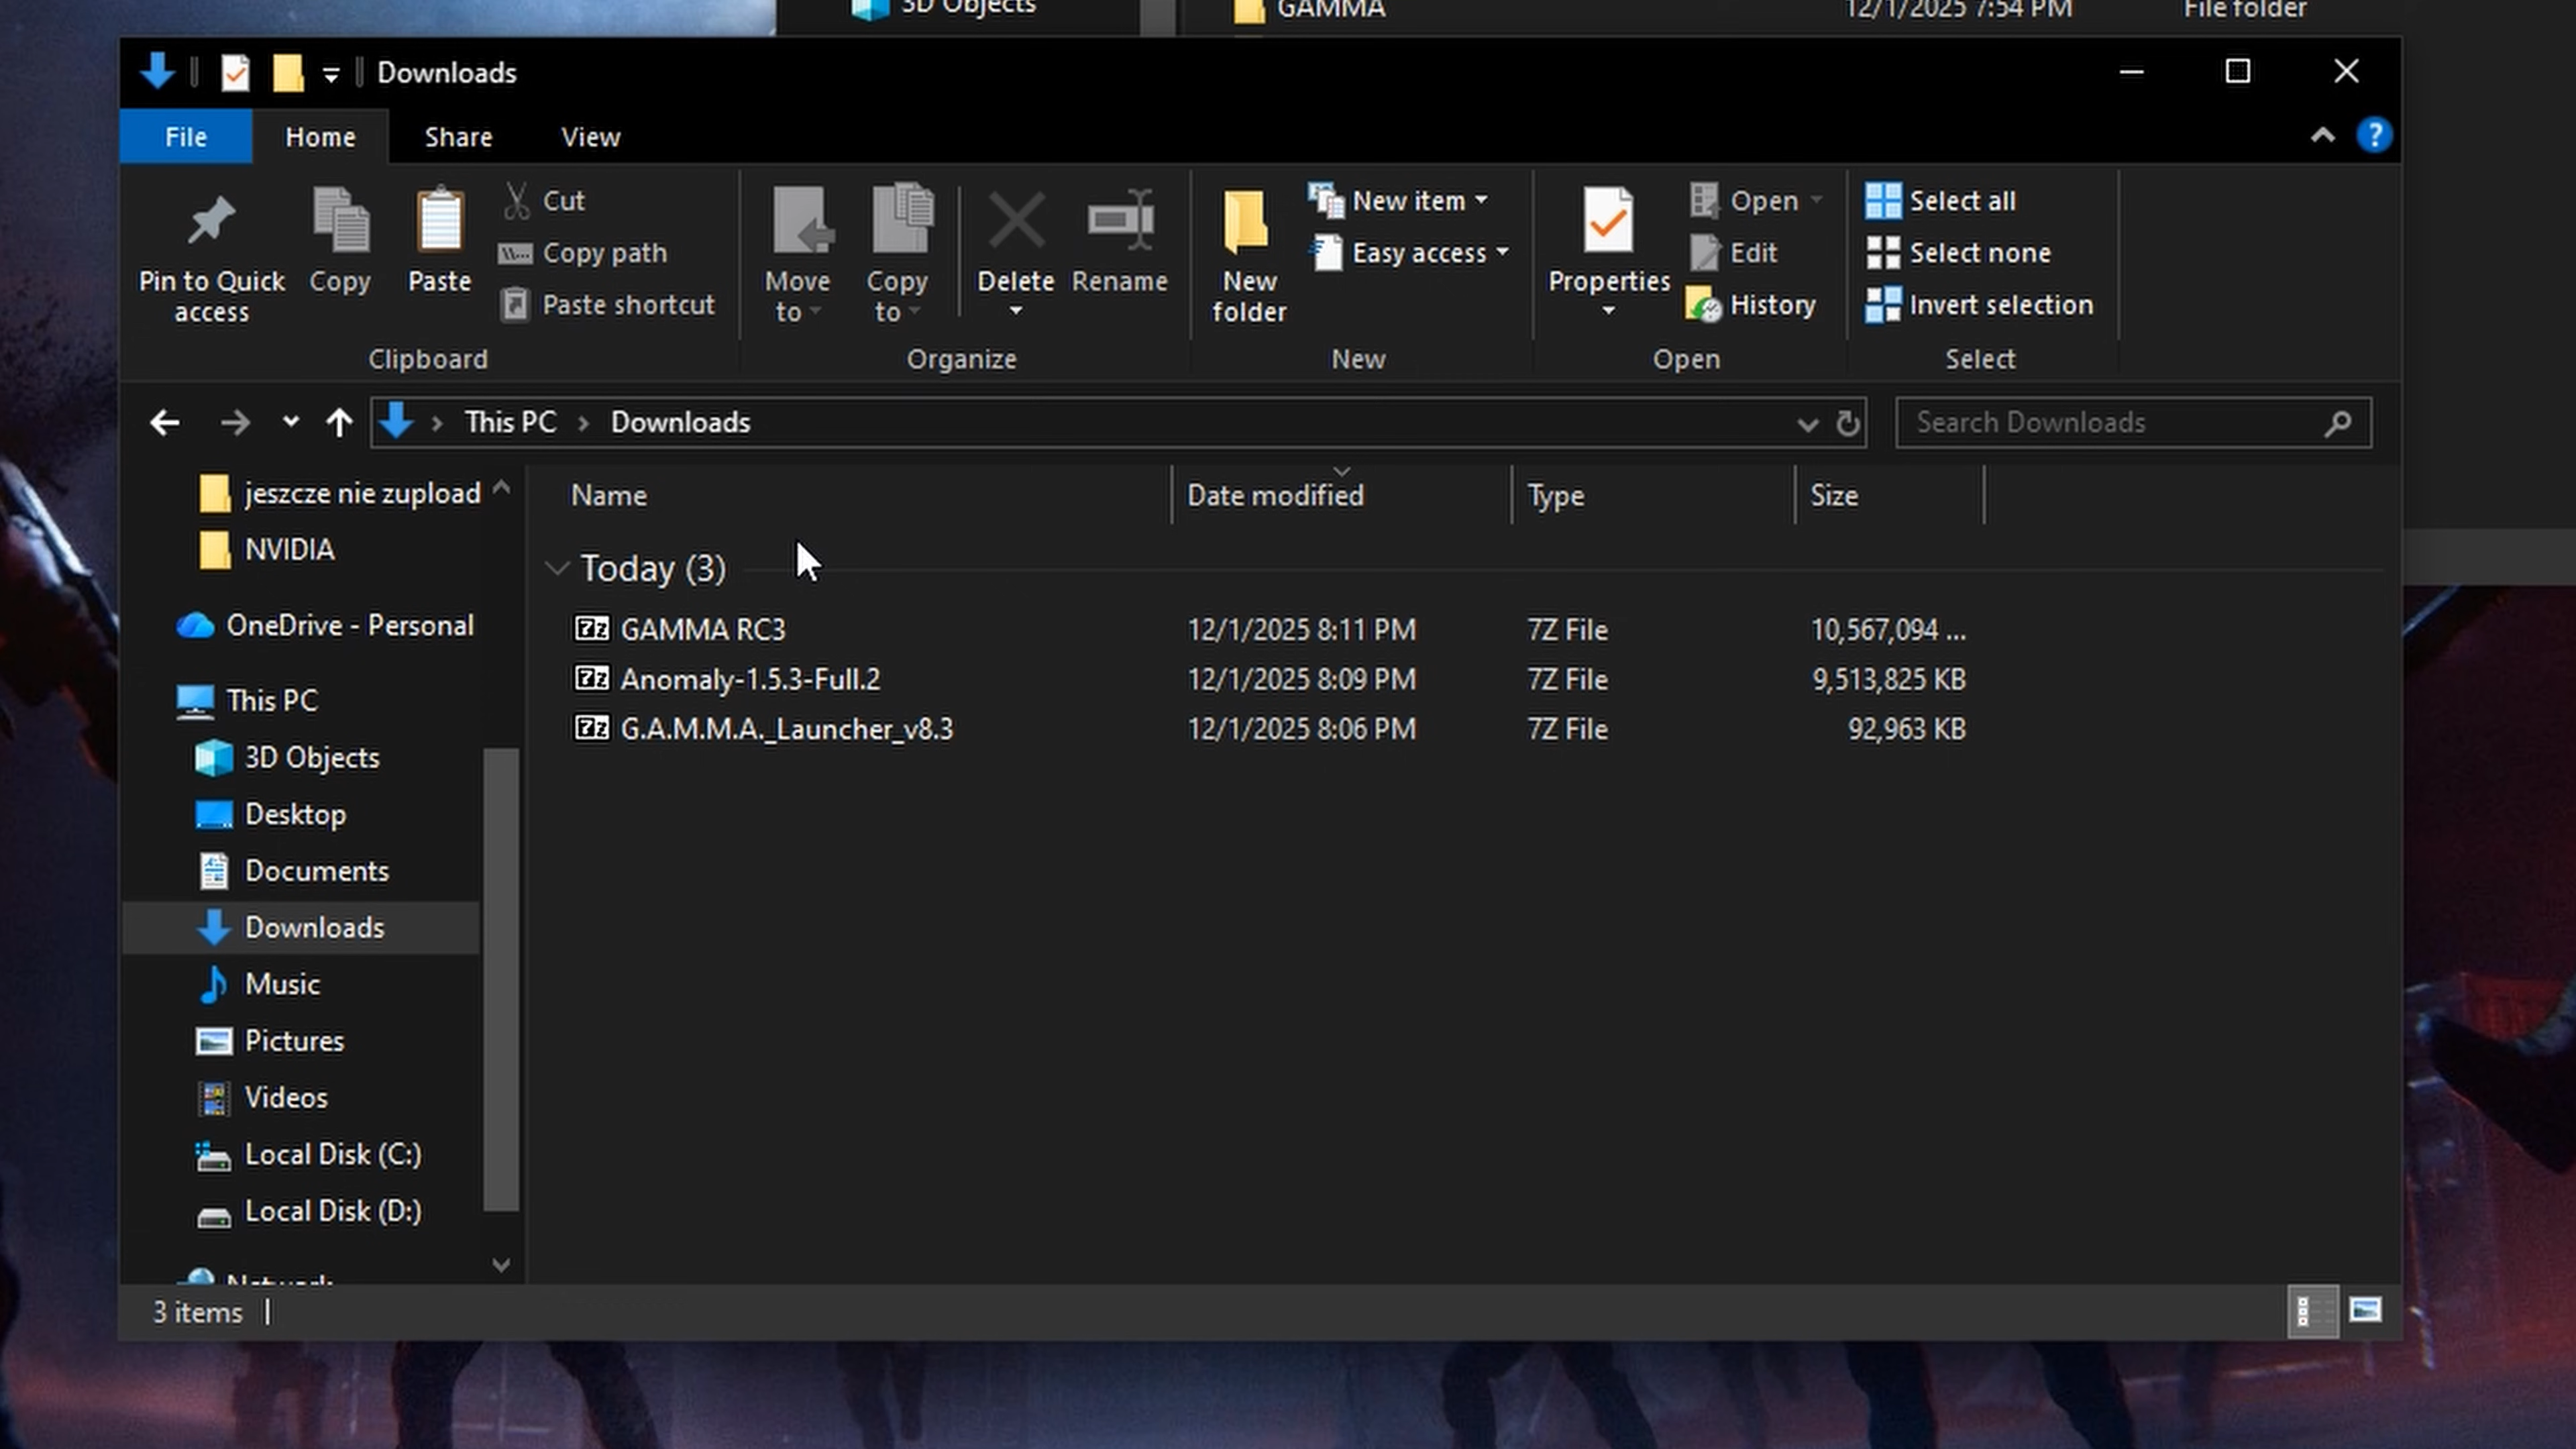 3D Objects
GAMMA 12/1/2025 7:54 PM File folder
Downloads
File Home Share View
Pin to Quick access
Copy
Paste
Cut
Copy path
Paste shortcut
Clipboard
Move to
Copy to
Delete
Rename
Organize
New folder
New item
Easy access
New
Properties
Open
Edit
History
Open
Select all
Select none
Invert selection
Select
This PC > Downloads
Search Downloads
jeszcze nie zupload
NVIDIA
OneDrive - Personal
This PC
3D Objects
Desktop
Documents
Downloads
Music
Pictures
Videos
Local Disk (C:)
Local Disk (D:)
Network
Name Date modified Type Size
Today (3)
GAMMA RC3 12/1/2025 8:11 PM 7Z File 10,567,094 ...
Anomaly-1.5.3-Full.2 12/1/2025 8:09 PM 7Z File 9,513,825 KB
G.A.M.M.A._Launcher_v8.3 12/1/2025 8:06 PM 7Z File 92,963 KB
3 items